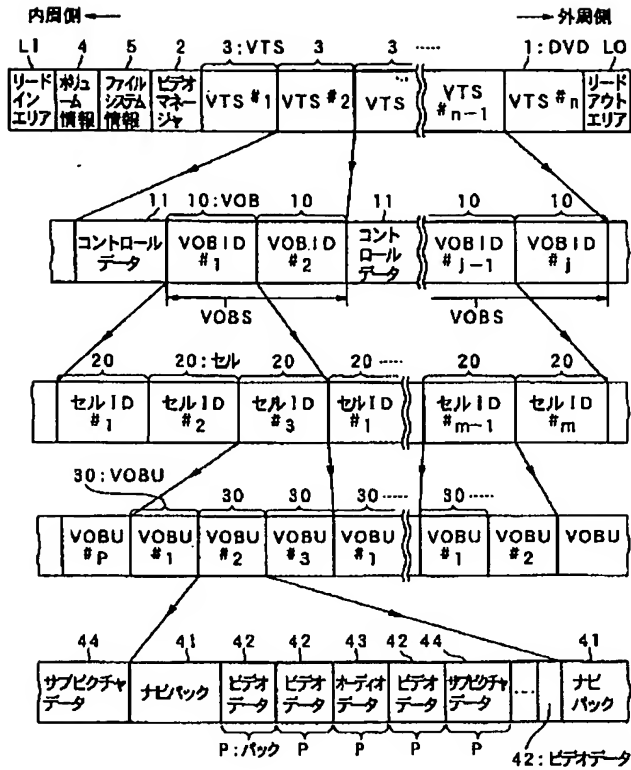 内周側 外周側
L1 4 5 2 3:VTS 3 3 ····· 1:DVD LO
リード
イン
エリア
ボリュ
ーム
情報
ファイル
システム
情報
ビデオ
マネー
ジャ
VTS #1
VTS #2
VTS
...
VTS
#n-1
VTS #n
リード
アウト
エリア
11 10:VOB 10 11 10 10
コントロール
データ
VOBID
#1
VOBID
#2
コント
ロール
データ
VOBID
#j-1
VOBID
#j
VOBS VOBS
20 20:セル 20 20 ····· 20 20
セルID
#1
セルID
#2
セルID
#3
セルID
#1
セルID
#m-1
セルID
#m
30:VOBU 30 30 30 ····· 30 ·····
VOBU
#P
VOBU
#1
VOBU
#2
VOBU
#3
VOBU
#1
VOBU
#1
VOBU
#2
VOBU
44 41 42 42 43 42 44 41
サブピクチャ
データ
ナビパック
ビデオ
データ
ビデオ
データ
オーディオ
データ
ビデオ
データ
サブピクチャ
データ
...
ナビ
パック
P:パック P P P P
42:ビデオデータ